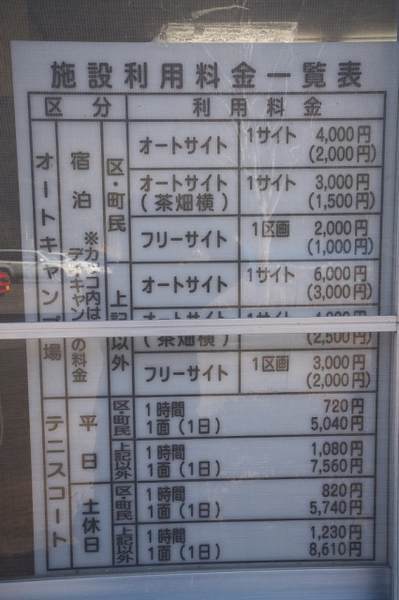 施設利用料金一覧表
区分 利用料金
オートキャンプ場
宿泊
※カッコ内は
デイキャンプの料金
区・町民
オートサイト 1サイト 4,000円
(2,000円)
オートサイト 1サイト 3,000円
(茶畑横) (1,500円)
フリーサイト 1区画 2,000円
(1,000円)
上記以外
オートサイト 1サイト 6,000円
(3,000円)
(茶畑横) (2,500円)
フリーサイト 1区画 3,000円
(2,000円)
テニスコート
平日
区・町民
1時間 720円
1面(1日) 5,040円
上記以外
1時間 1,080円
1面(1日) 7,560円
土休日
区・町民
1時間 820円
1面(1日) 5,740円
上記以外
1時間 1,230円
1面(1日) 8,610円